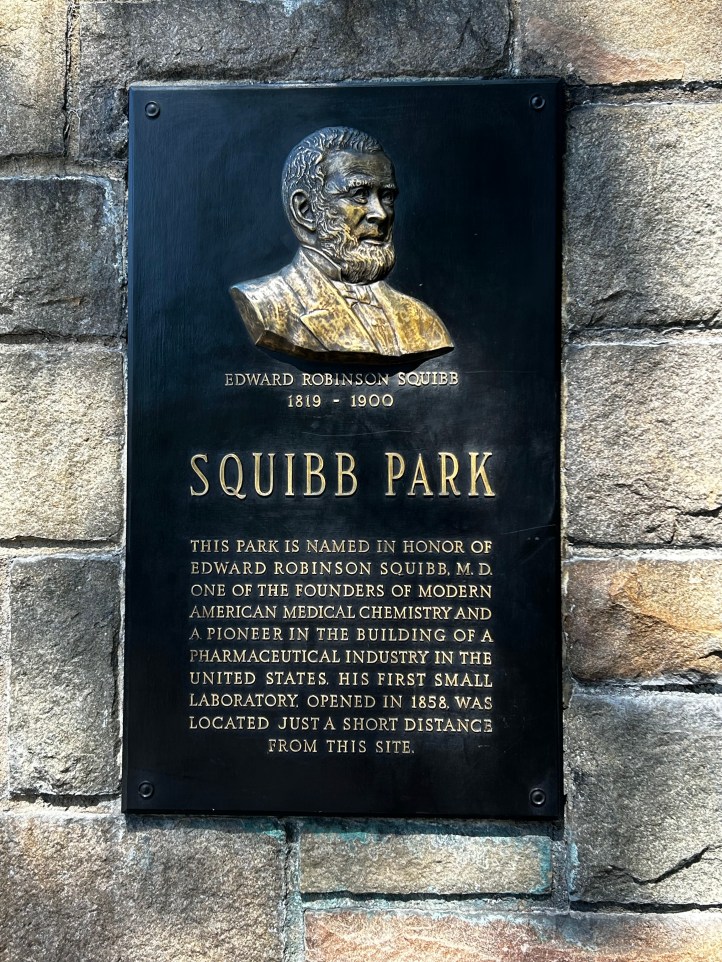 EDWARD ROBINSON SQUIBB
1819 - 1900
SQUIBB PARK
THIS PARK IS NAMED IN HONOR OF
EDWARD ROBINSON SQUIBB, M. D.
ONE OF THE FOUNDERS OF MODERN
AMERICAN MEDICAL CHEMISTRY AND
A PIONEER IN THE BUILDING OF A
PHARMACEUTICAL INDUSTRY IN THE
UNITED STATES. HIS FIRST SMALL
LABORATORY, OPENED IN 1858, WAS
LOCATED JUST A SHORT DISTANCE
FROM THIS SITE.